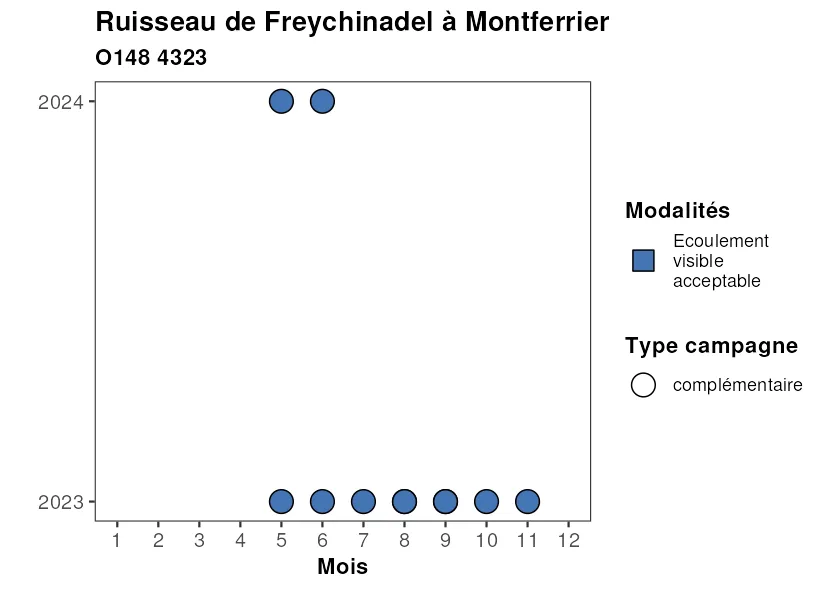 Ruisseau de Freychinadel à Montferrier
O148 4323
2024
2023
1 2 3 4 5 6 7 8 9 10 11 12
Mois
Modalités
Ecoulement
visible
acceptable
Type campagne
complémentaire